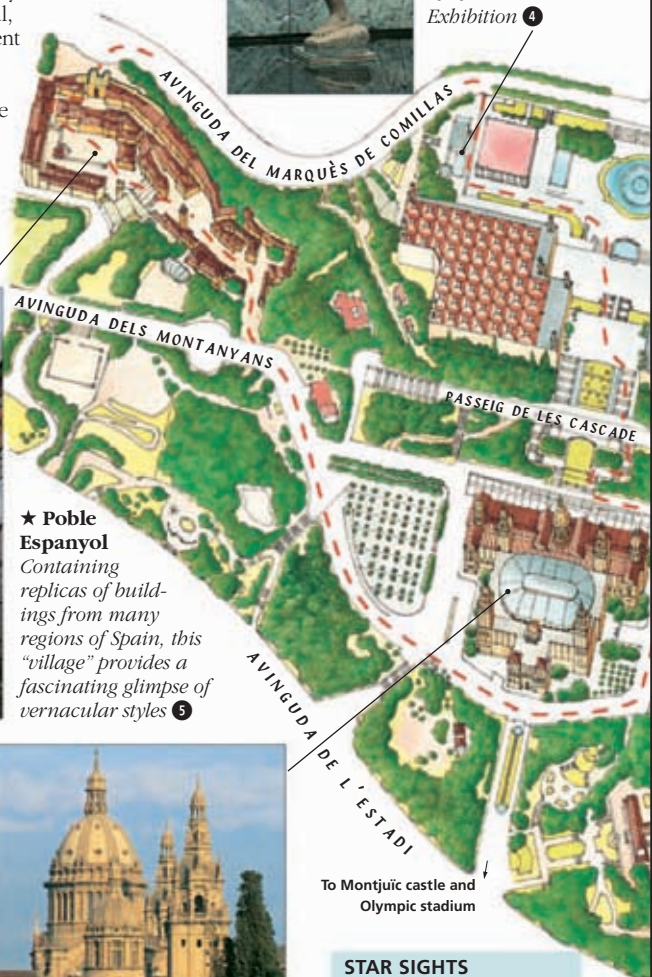 l,
ent
e
Exhibition 4
AVINGUDA DEL MARQUÈS DE COMILLAS
AVINGUDA DELS MONTANYANS
PASSEIG DE LES CASCADE
★ Poble
Espanyol
Containing
replicas of build-
ings from many
regions of Spain, this
“village” provides a
fascinating glimpse of
vernacular styles 5
AVINGUDA DE L'ESTADI
To Montjuïc castle and
Olympic stadium
STAR SIGHTS